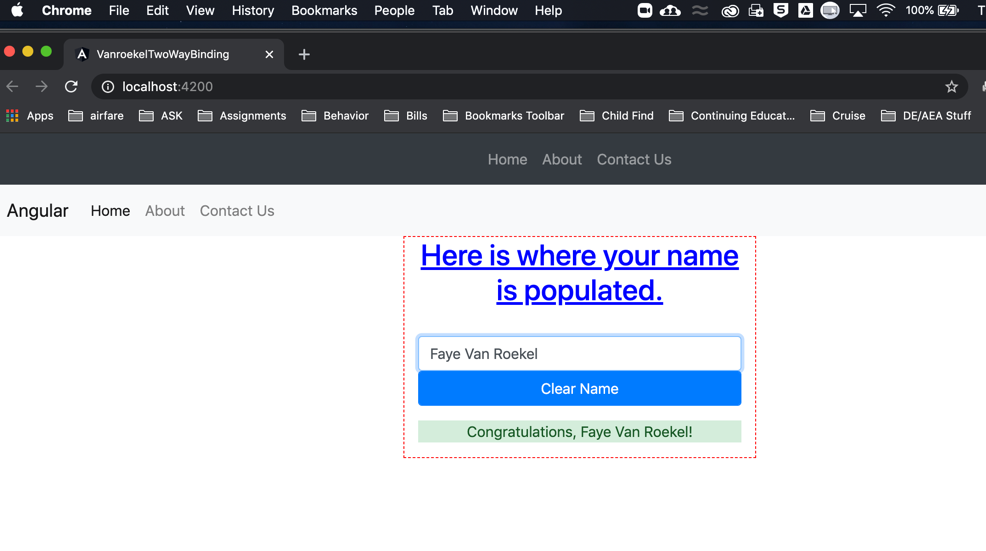 Chrome File Edit View History Bookmarks People Tab Window Help 100%
VanroekelTwoWayBinding
localhost:4200
Apps airfare ASK Assignments Behavior Bills Bookmarks Toolbar Child Find Continuing Educat... Cruise DE/AEA Stuff
Home About Contact Us
Angular Home About Contact Us
Here is where your name
is populated.
Faye Van Roekel
Clear Name
Congratulations, Faye Van Roekel!